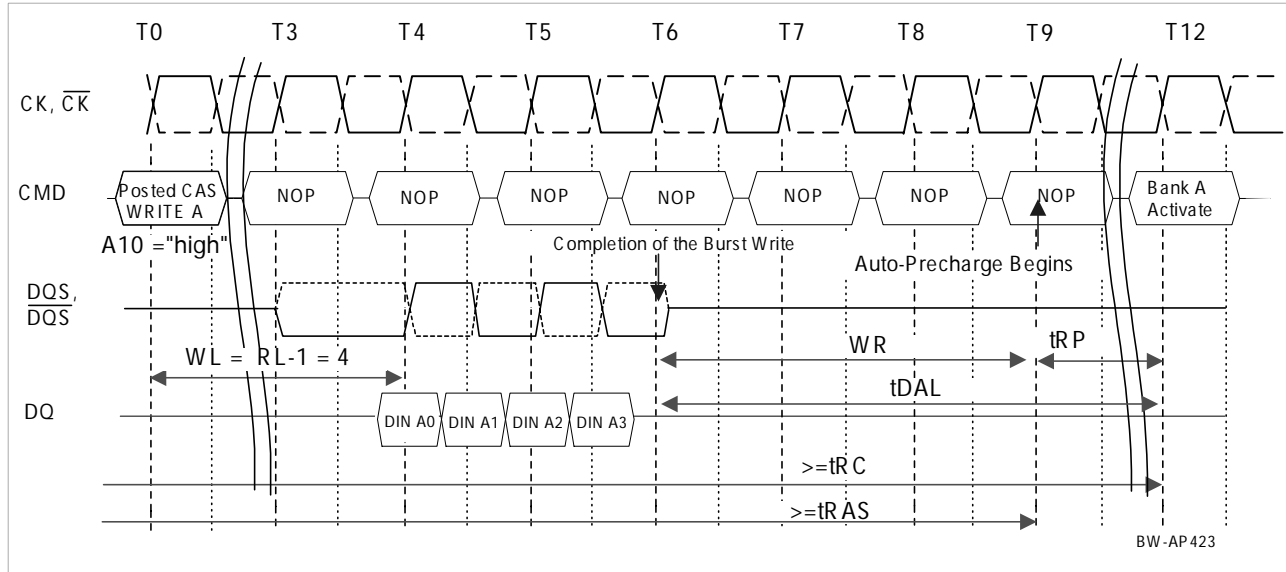 T0 T3 T4 T5 T6 T7 T8 T9 T12
CK, CK
CMD
Posted CAS
WRITE A
NOP NOP NOP NOP NOP NOP NOP
Bank A
Activate
A10 ="high"
Completion of the Burst Write
Auto-Precharge Begins
DQS,
DQS
WL = RL-1 = 4
WR
tRP
tDAL
DQ
DIN A0 DIN A1 DIN A2 DIN A3
>=tRC
>=tRAS
BW-AP423